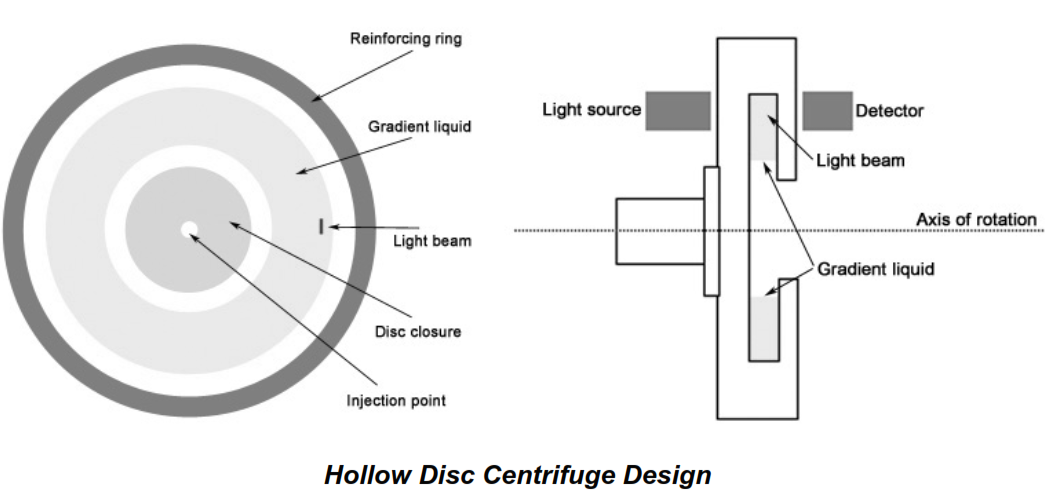 Reinforcing ring
Gradient liquid
Light beam
Disc closure
Injection point
Light source
Detector
Light beam
Axis of rotation
Gradient liquid
Hollow Disc Centrifuge Design